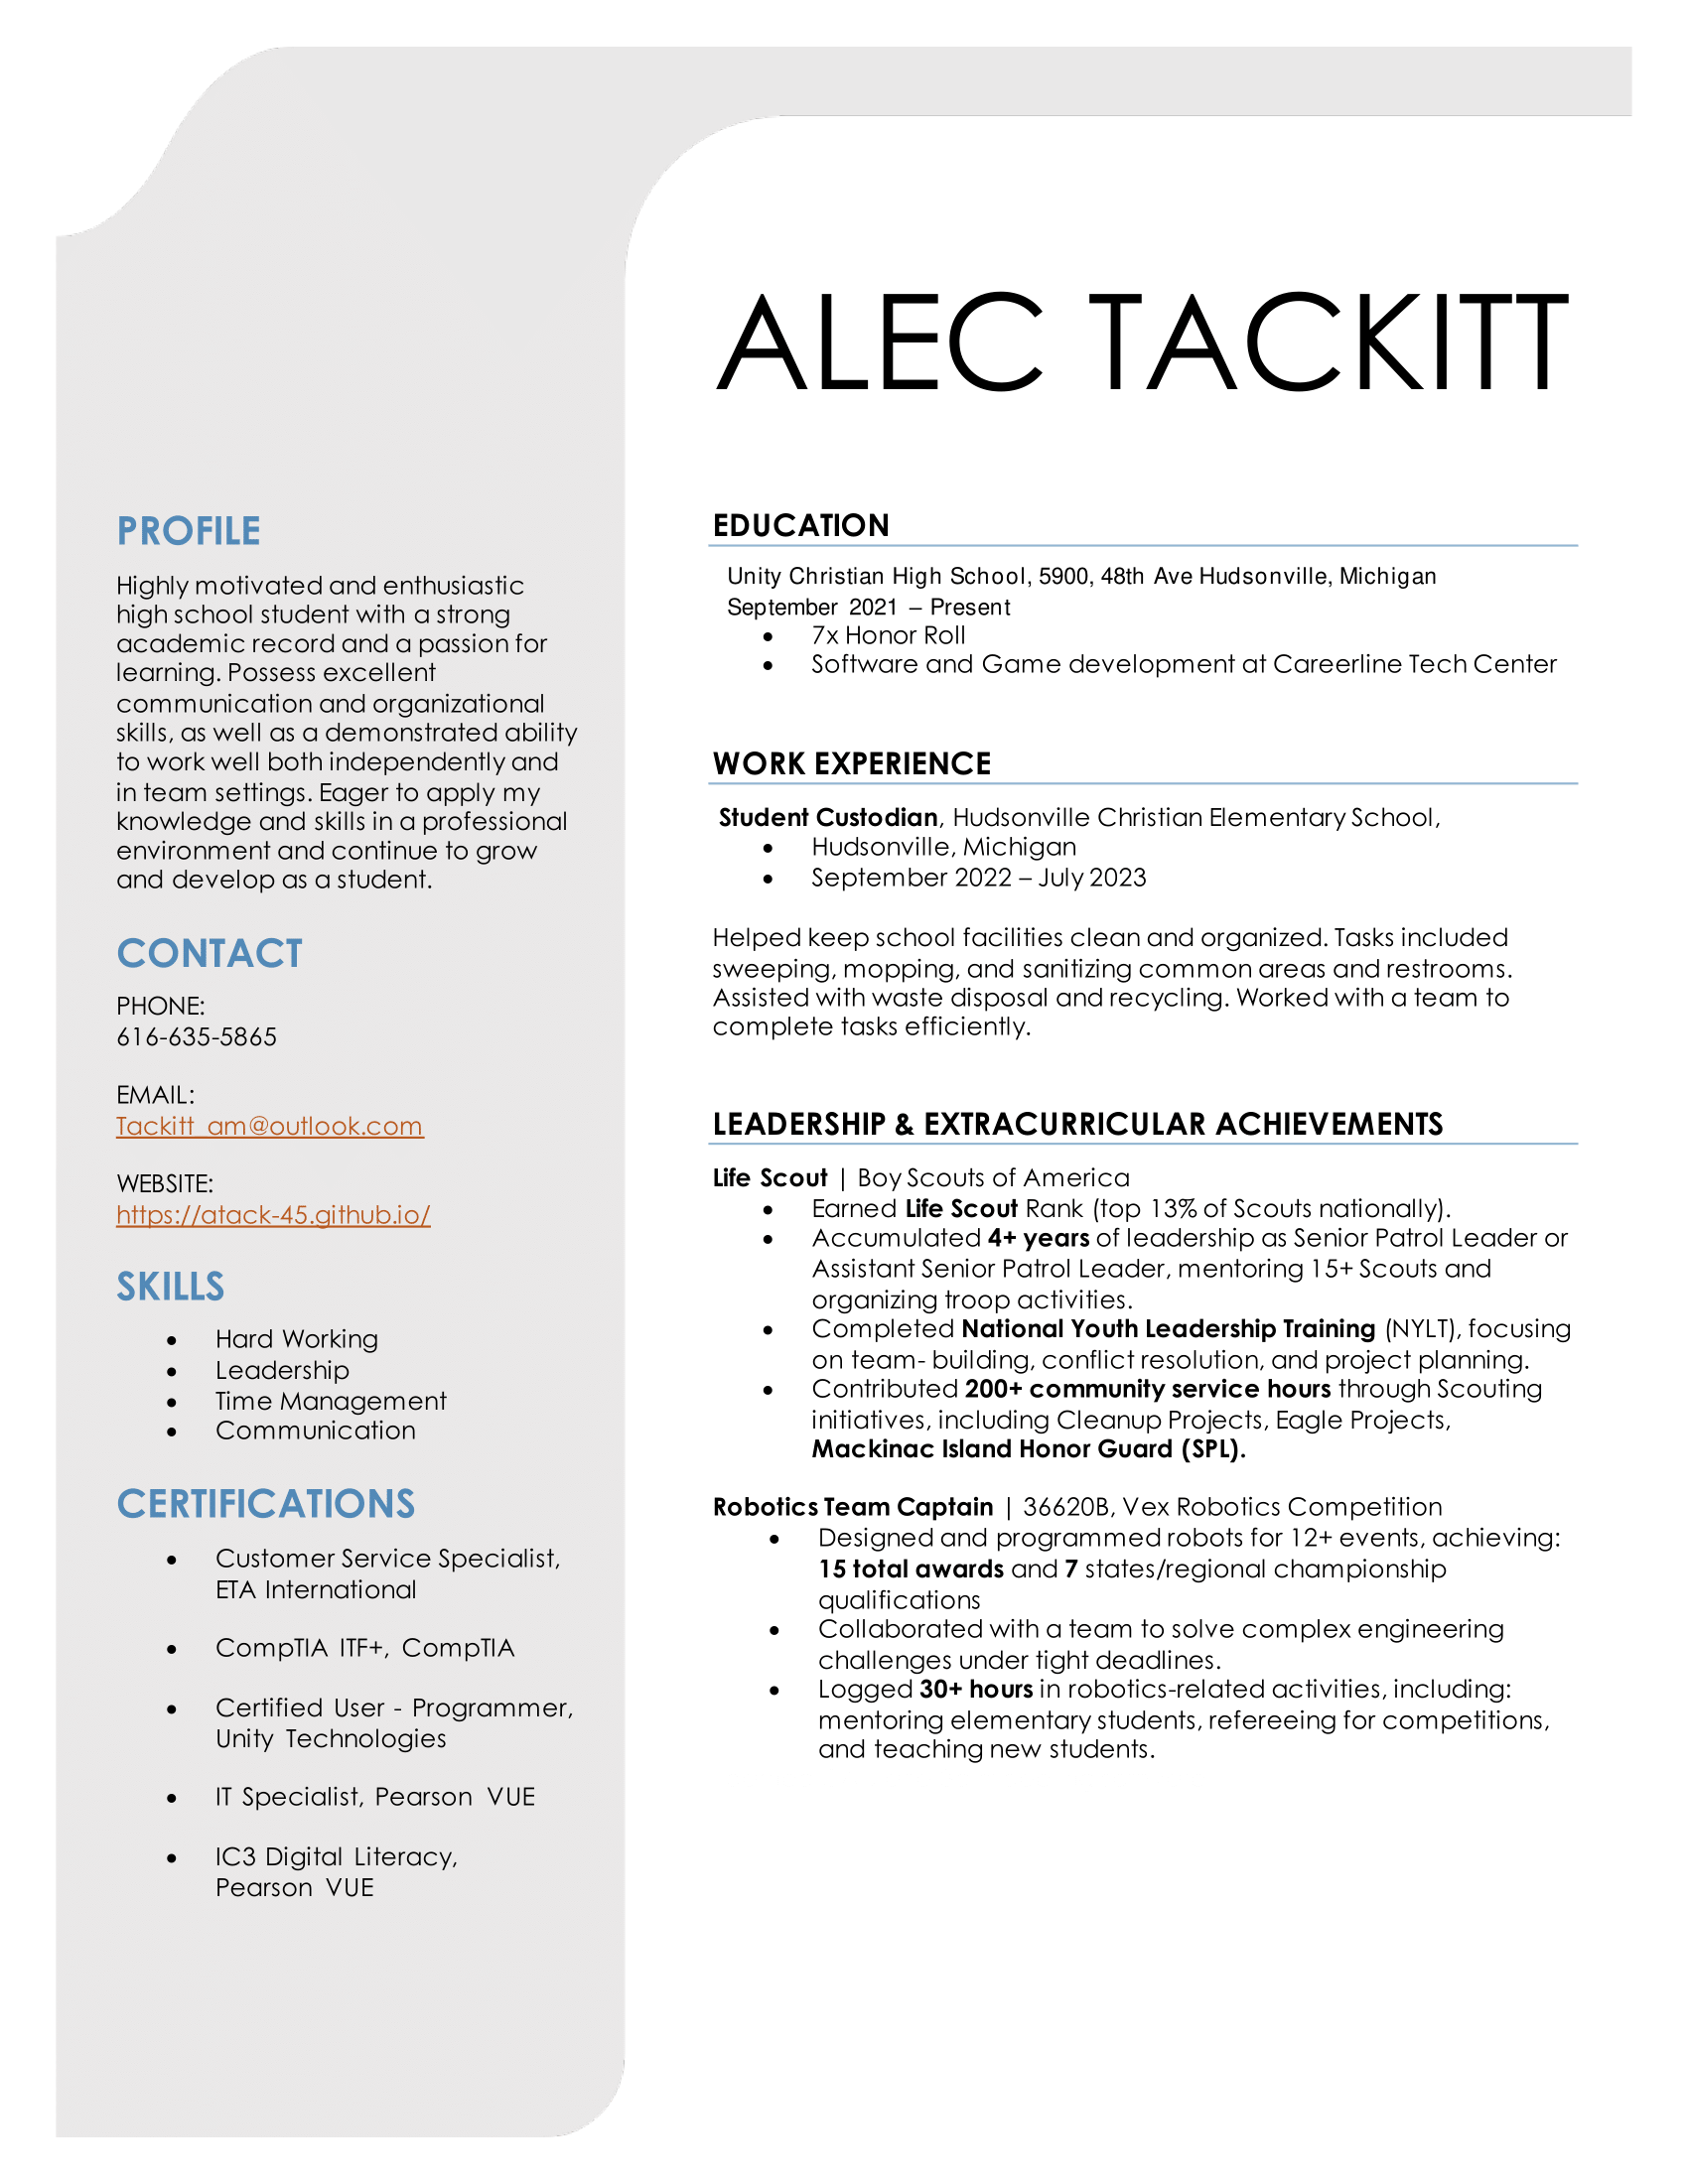 ALEC TACKITT
PROFILE
Highly motivated and enthusiastic
high school student with a strong
academic record and a passion for
learning. Possess excellent
communication and organizational
skills, as well as a demonstrated ability
to work well both independently and
in team settings. Eager to apply my
knowledge and skills in a professional
environment and continue to grow
and develop as a student.
CONTACT
PHONE:
616-635-5865
EMAIL:
Tackitt_am@outlook.com
WEBSITE:
https://atack-45.github.io/
SKILLS
• Hard Working
• Leadership
• Time Management
• Communication
CERTIFICATIONS
• Customer Service Specialist,
ETA International
• CompTIA ITF+, CompTIA
• Certified User - Programmer,
Unity Technologies
• IT Specialist, Pearson VUE
• IC3 Digital Literacy,
Pearson VUE
EDUCATION
Unity Christian High School, 5900, 48th Ave Hudsonville, Michigan
September 2021 – Present
• 7x Honor Roll
• Software and Game development at Careerline Tech Center
WORK EXPERIENCE
Student Custodian, Hudsonville Christian Elementary School,
• Hudsonville, Michigan
• September 2022 – July 2023
Helped keep school facilities clean and organized. Tasks included
sweeping, mopping, and sanitizing common areas and restrooms.
Assisted with waste disposal and recycling. Worked with a team to
complete tasks efficiently.
LEADERSHIP & EXTRACURRICULAR ACHIEVEMENTS
Life Scout | Boy Scouts of America
• Earned Life Scout Rank (top 13% of Scouts nationally).
• Accumulated 4+ years of leadership as Senior Patrol Leader or
Assistant Senior Patrol Leader, mentoring 15+ Scouts and
organizing troop activities.
• Completed National Youth Leadership Training (NYLT), focusing
on team- building, conflict resolution, and project planning.
• Contributed 200+ community service hours through Scouting
initiatives, including Cleanup Projects, Eagle Projects,
Mackinac Island Honor Guard (SPL).
Robotics Team Captain | 36620B, Vex Robotics Competition
• Designed and programmed robots for 12+ events, achieving:
15 total awards and 7 states/regional championship
qualifications
• Collaborated with a team to solve complex engineering
challenges under tight deadlines.
• Logged 30+ hours in robotics-related activities, including:
mentoring elementary students, refereeing for competitions,
and teaching new students.